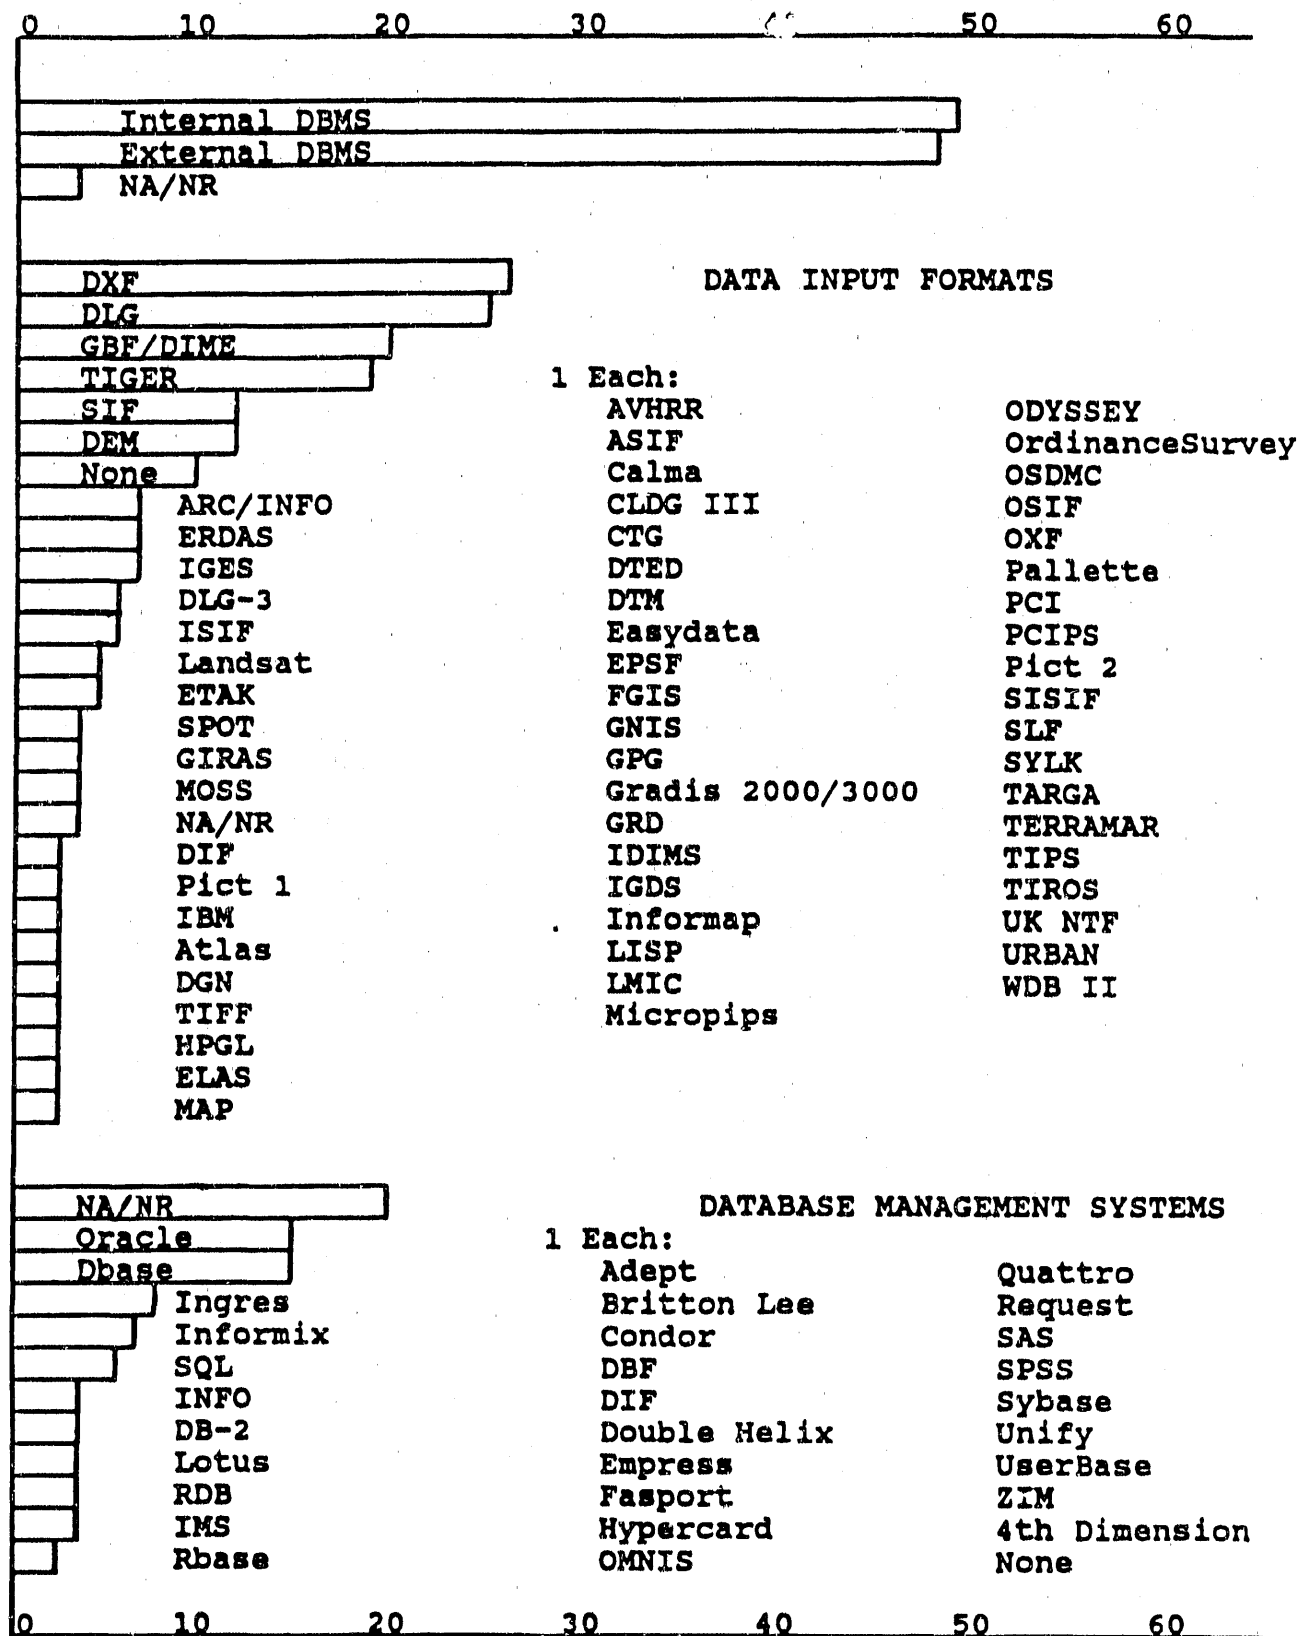 0 10 20 30 50 60
Internal DBMS
External DBMS
NA/NR
DXF
DATA INPUT FORMATS
DLG
GBF/DIME
TIGER
SIF
DEM
None
ARC/INFO
ERDAS
IGES
DLG-3
ISIF
Landsat
ETAK
SPOT
GIRAS
MOSS
NA/NR
DIF
Pict 1
IBM
Atlas
DGN
TIFF
HPGL
ELAS
MAP
1 Each:
AVHRR
ASIF
Calma
CLDG III
CTG
DTED
DTM
Easydata
EPSF
FGIS
GNIS
GPG
Gradis 2000/3000
GRD
IDIMS
IGDS
Informap
LISP
LMIC
Micropips
ODYSSEY
OrdinanceSurvey
OSDMC
OSIF
OXF
Pallette
PCI
PCIPS
Pict 2
SISIF
SLF
SYLK
TARGA
TERRAMAR
TIPS
TIROS
UK NTF
URBAN
WDB II
NA/NR
DATABASE MANAGEMENT SYSTEMS
Oracle
Dbase
Ingres
Informix
SQL
INFO
DB-2
Lotus
RDB
IMS
Rbase
1 Each:
Adept
Britton Lee
Condor
DBF
DIF
Double Helix
Empress
Fasport
Hypercard
OMNIS
Quattro
Request
SAS
SPSS
Sybase
Unify
UserBase
ZIM
4th Dimension
None
0 10 20 30 40 50 60